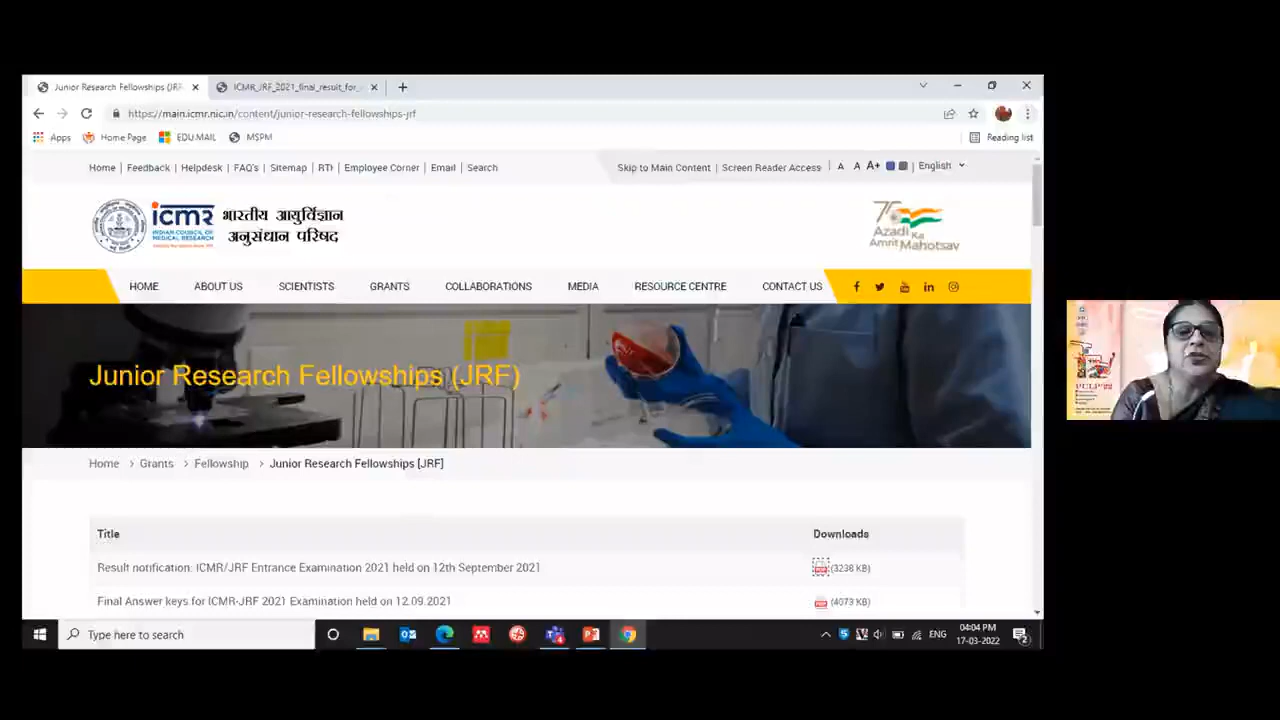 Junior Research Fellowships (JRF
ICMR_JRF_2021_final_result_for_
https://main.icmr.nic.in/content/junior-research-fellowships-jrf
Apps Home Page EDU.MAIL MSPM Reading list
Home | Feedback | Helpdesk | FAQ's | Sitemap | RTI | Employee Corner | Email | Search
Skip to Main Content | Screen Reader Access | A A A+ | English
icmr
INDIAN COUNCIL OF
MEDICAL RESEARCH
भारतीय आयुर्विज्ञान
अनुसंधान परिषद
Azadi Ka
Amrit Mahotsav
HOME ABOUT US SCIENTISTS GRANTS COLLABORATIONS MEDIA RESOURCE CENTRE CONTACT US
Junior Research Fellowships (JRF)
Home > Grants > Fellowship > Junior Research Fellowships [JRF]
Title Downloads
Result notification: ICMR/JRF Entrance Examination 2021 held on 12th September 2021 (3238 KB)
Final Answer keys for ICMR-JRF 2021 Examination held on 12.09.2021 (4073 KB)
Type here to search
ENG
04:04 PM
17-03-2022